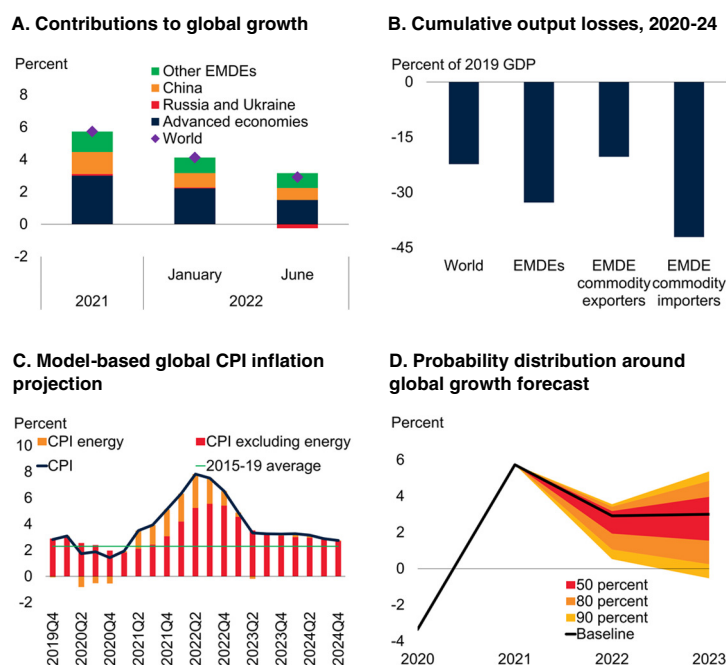 A. Contributions to global growth
Percent
Other EMDEs
China
Russia and Ukraine
Advanced economies
World
8
6
4
2
0
-2
January
June
2021
2022
B. Cumulative output losses, 2020-24
Percent of 2019 GDP
0
-15
-30
-45
World
EMDEs
EMDE
commodity
exporters
EMDE
commodity
importers
C. Model-based global CPI inflation
projection
Percent
CPI energy
CPI excluding energy
CPI
2015-19 average
10
8
6
4
2
0
-2
2019Q4
2020Q2
2020Q4
2021Q2
2021Q4
2022Q2
2022Q4
2023Q2
2023Q4
2024Q2
2024Q4
D. Probability distribution around
global growth forecast
Percent
6
4
2
0
-2
-4
50 percent
80 percent
90 percent
Baseline
2020
2021
2022
2023